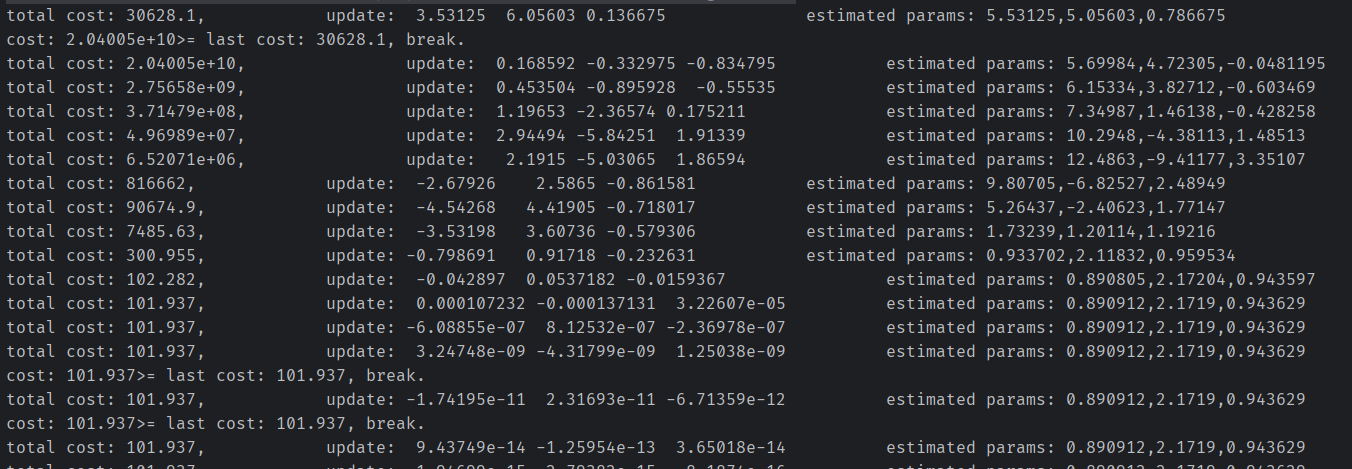 total cost: 30628.1, update: 3.53125 6.05603 0.136675 estimated params: 5.53125,5.05603,0.786675
cost: 2.04005e+10>= last cost: 30628.1, break.
total cost: 2.04005e+10, update: 0.168592 -0.332975 -0.834795 estimated params: 5.69984,4.72305,-0.0481195
total cost: 2.75658e+09, update: 0.453504 -0.895928 -0.55535 estimated params: 6.15334,3.82712,-0.603469
total cost: 3.71479e+08, update: 1.19653 -2.36574 0.175211 estimated params: 7.34987,1.46138,-0.428258
total cost: 4.96989e+07, update: 2.94494 -5.84251 1.91339 estimated params: 10.2948,-4.38113,1.48513
total cost: 6.52071e+06, update: 2.1915 -5.03065 1.86594 estimated params: 12.4863,-9.41177,3.35107
total cost: 816662, update: -2.67926 2.5865 -0.861581 estimated params: 9.80705,-6.82527,2.48949
total cost: 90674.9, update: -4.54268 4.41905 -0.718017 estimated params: 5.26437,-2.40623,1.77147
total cost: 7485.63, update: -3.53198 3.60736 -0.579306 estimated params: 1.73239,1.20114,1.19216
total cost: 300.955, update: -0.798691 0.91718 -0.232631 estimated params: 0.933702,2.11832,0.959534
total cost: 102.282, update: -0.042897 0.0537182 -0.0159367 estimated params: 0.890805,2.17204,0.943597
total cost: 101.937, update: 0.000107232 -0.000137131 3.22607e-05 estimated params: 0.890912,2.1719,0.943629
total cost: 101.937, update: -6.08855e-07 8.12532e-07 -2.36978e-07 estimated params: 0.890912,2.1719,0.943629
total cost: 101.937, update: 3.24748e-09 -4.31799e-09 1.25038e-09 estimated params: 0.890912,2.1719,0.943629
cost: 101.937>= last cost: 101.937, break.
total cost: 101.937, update: -1.74195e-11 2.31693e-11 -6.71359e-12 estimated params: 0.890912,2.1719,0.943629
cost: 101.937>= last cost: 101.937, break.
total cost: 101.937, update: 9.43749e-14 -1.25954e-13 3.65018e-14 estimated params: 0.890912,2.1719,0.943629